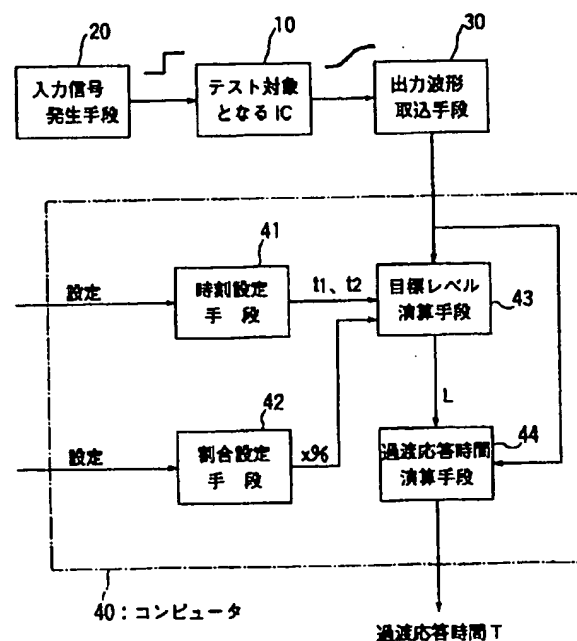 20
10
30
入力信号
発生手段
テスト対象
となる IC
出力波形
取込手段
41
設定
時刻設定
手 段
t1、t2
目標レベル
演算手段
43
42
L
44
設定
割合設定
手 段
x%
過渡応答時間
演算手段
40:コンピュータ
過渡応答時間 T